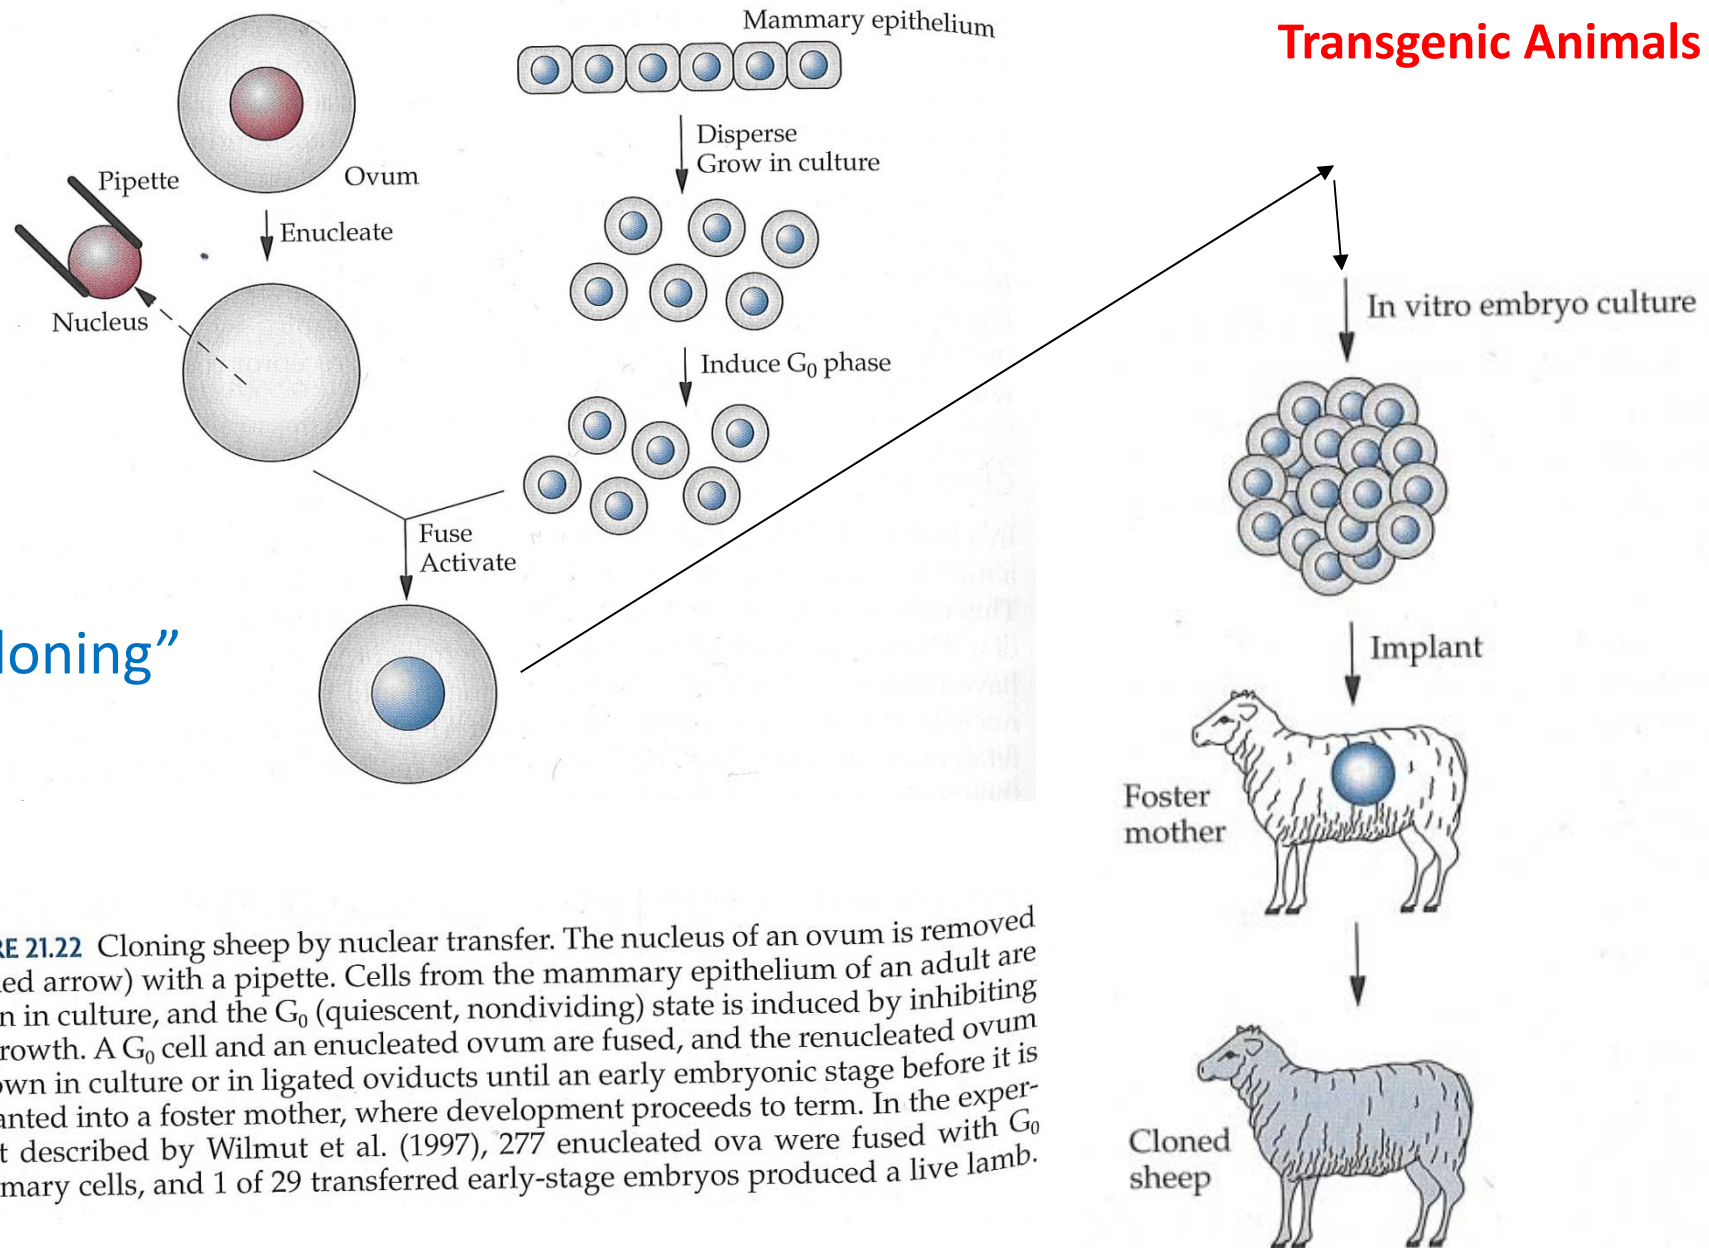 Transgenic Animals
Mammary epithelium
Disperse
Grow in culture
Pipette
Ovum
Enucleate
Nucleus
Induce G₀ phase
Fuse
Activate
loning”
In vitro embryo culture
Implant
Foster
mother
Cloned
sheep
RE 21.22 Cloning sheep by nuclear transfer. The nucleus of an ovum is removed
ed arrow) with a pipette. Cells from the mammary epithelium of an adult are
n in culture, and the G₀ (quiescent, nondividing) state is induced by inhibiting
rowth. A G₀ cell and an enucleated ovum are fused, and the renucleated ovum
own in culture or in ligated oviducts until an early embryonic stage before it is
anted into a foster mother, where development proceeds to term. In the exper-
t described by Wilmut et al. (1997), 277 enucleated ova were fused with G₀
mary cells, and 1 of 29 transferred early-stage embryos produced a live lamb.